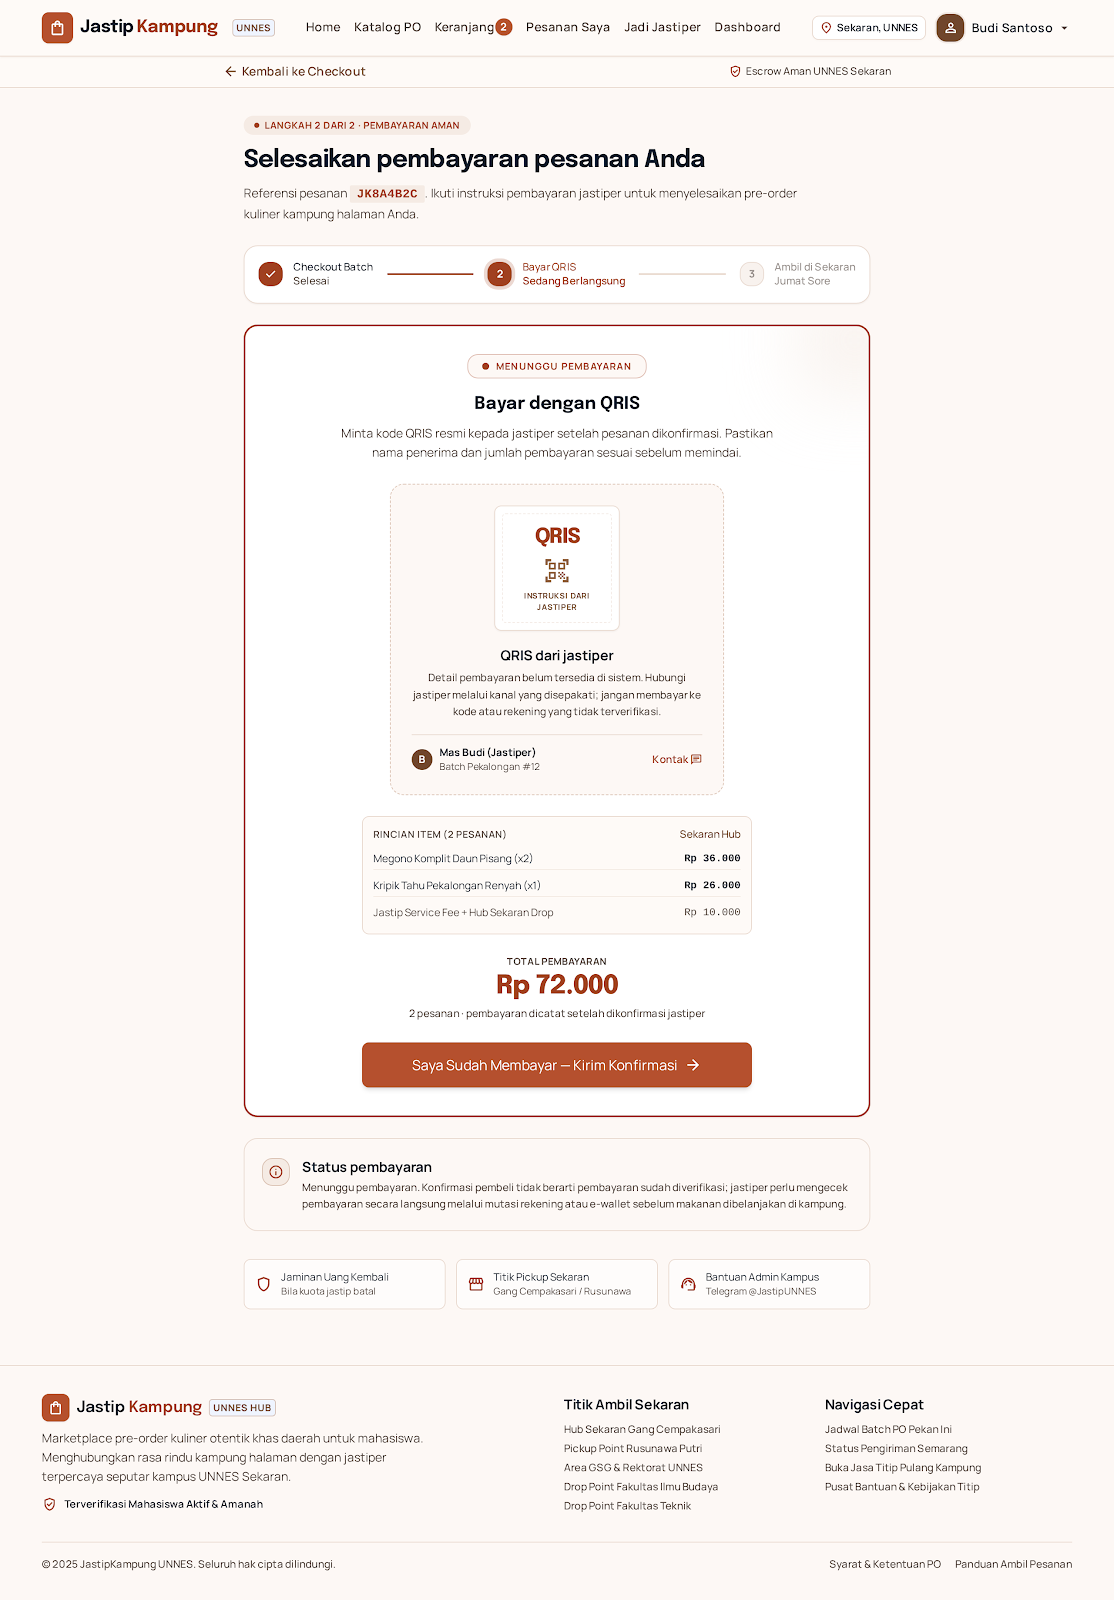 Jastip Kampung UNNES Home Katalog PO Keranjang 2 Pesanan Saya Jadi Jastiper Dashboard Sekaran, UNNES Budi Santoso
Kembali ke Checkout Escrow Aman UNNES Sekaran
LANGKAH 2 DARI 2 · PEMBAYARAN AMAN
Selesaikan pembayaran pesanan Anda
Referensi pesanan JK8A4B2C. Ikuti instruksi pembayaran jastiper untuk menyelesaikan pre-order
kuliner kampung halaman Anda.
Checkout Batch
Selesai
2 Bayar QRIS
Sedang Berlangsung
3 Ambil di Sekaran
Jumat Sore
MENUNGGU PEMBAYARAN
Bayar dengan QRIS
Minta kode QRIS resmi kepada jastiper setelah pesanan dikonfirmasi. Pastikan
nama penerima dan jumlah pembayaran sesuai sebelum memindai.
QRIS
INSTRUKSI DARI
JASTIPER
QRIS dari jastiper
Detail pembayaran belum tersedia di sistem. Hubungi
jastiper melalui kanal yang disepakati; jangan membayar ke
kode atau rekening yang tidak terverifikasi.
B Mas Budi (Jastiper)
Batch Pekalongan #12
Kontak
RINCIAN ITEM (2 PESANAN) Sekaran Hub
Megono Komplit Daun Pisang (x2) Rp 36.000
Kripik Tahu Pekalongan Renyah (x1) Rp 26.000
Jastip Service Fee + Hub Sekaran Drop Rp 10.000
TOTAL PEMBAYARAN
Rp 72.000
2 pesanan · pembayaran dicatat setelah dikonfirmasi jastiper
Saya Sudah Membayar — Kirim Konfirmasi
Status pembayaran
Menunggu pembayaran. Konfirmasi pembeli tidak berarti pembayaran sudah diverifikasi; jastiper perlu mengecek
pembayaran secara langsung melalui mutasi rekening atau e-wallet sebelum makanan dibelanjakan di kampung.
Jaminan Uang Kembali
Bila kuota jastip batal
Titik Pickup Sekaran
Gang Cempakasari / Rusunawa
Bantuan Admin Kampus
Telegram @JastipUNNES
Jastip Kampung UNNES HUB
Marketplace pre-order kuliner otentik khas daerah untuk mahasiswa.
Menghubungkan rasa rindu kampung halaman dengan jastiper
terpercaya seputar kampus UNNES Sekaran.
Terverifikasi Mahasiswa Aktif & Amanah
Titik Ambil Sekaran
Hub Sekaran Gang Cempakasari
Pickup Point Rusunawa Putri
Area GSG & Rektorat UNNES
Drop Point Fakultas Ilmu Budaya
Drop Point Fakultas Teknik
Navigasi Cepat
Jadwal Batch PO Pekan Ini
Status Pengiriman Semarang
Buka Jasa Titip Pulang Kampung
Pusat Bantuan & Kebijakan Titip
© 2025 JastipKampung UNNES. Seluruh hak cipta dilindungi.
Syarat & Ketentuan PO Panduan Ambil Pesanan